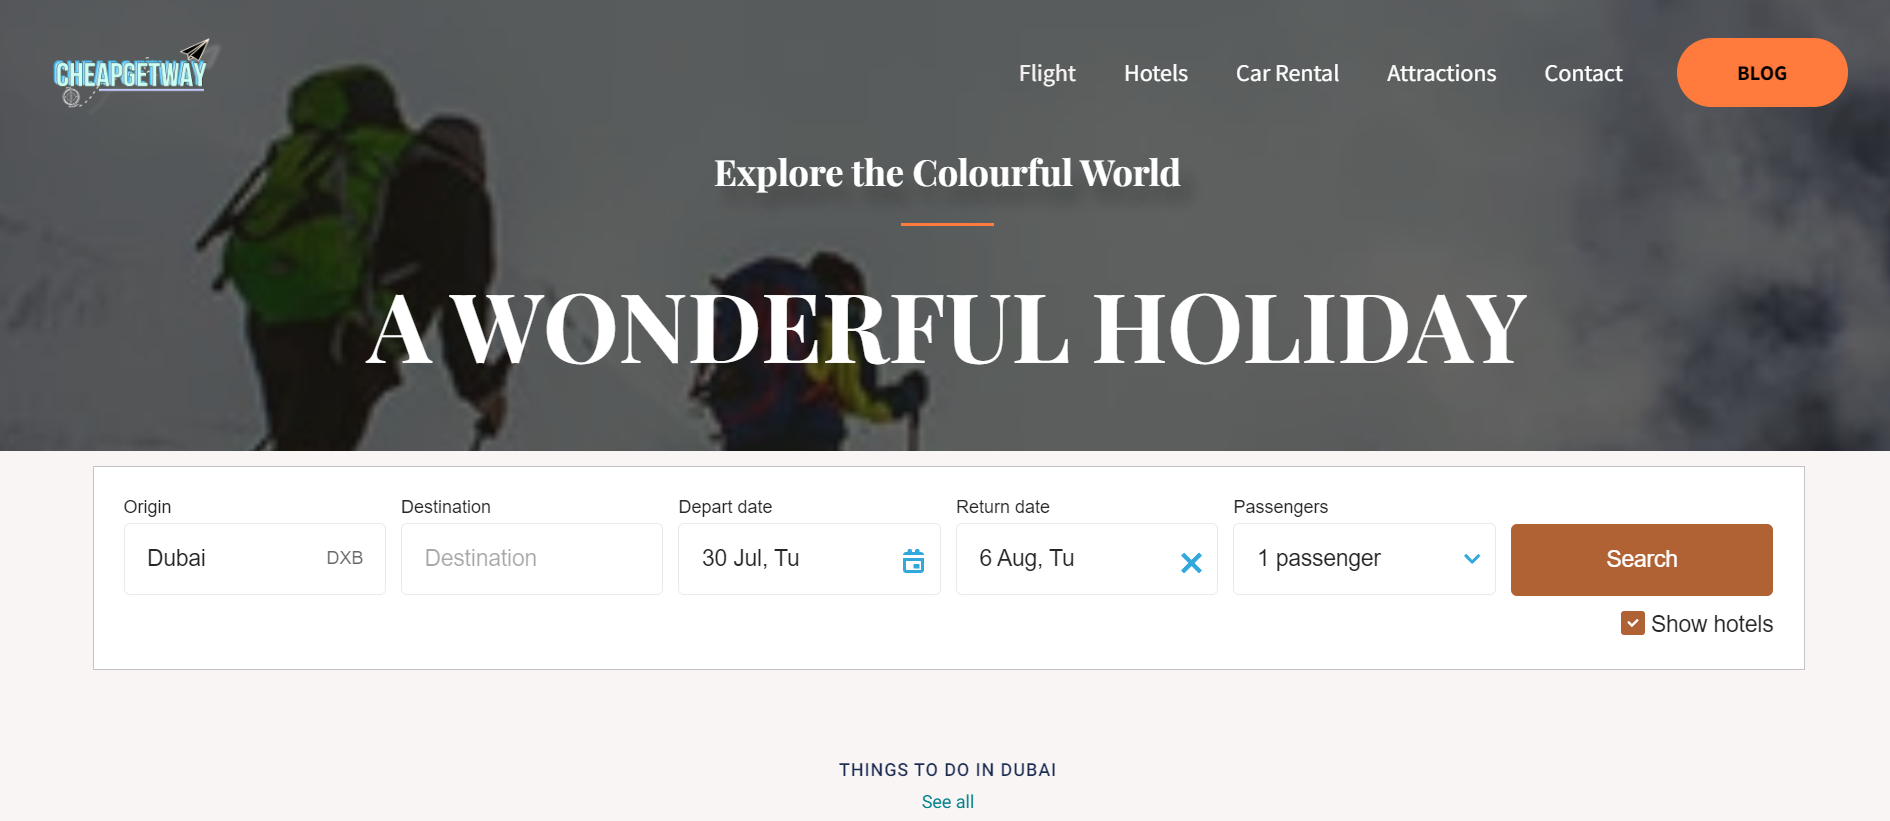 CHEAPGETWAY
Flight Hotels Car Rental Attractions Contact BLOG
Explore the Colourful World
A WONDERFUL HOLIDAY
Origin Destination Depart date Return date Passengers
Dubai DXB Destination 30 Jul, Tu 6 Aug, Tu 1 passenger Search
Show hotels
THINGS TO DO IN DUBAI
See all